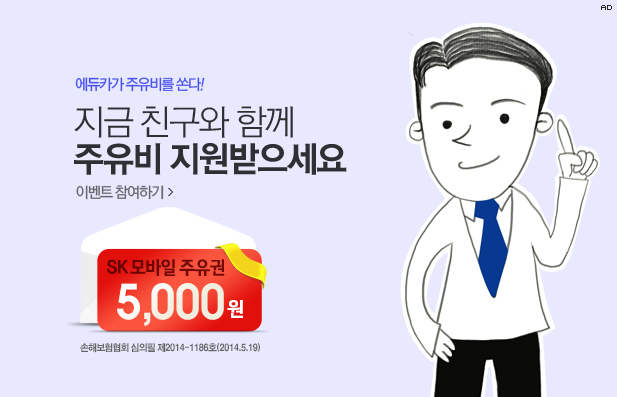 AD
에듀카가 주유비를 쏜다!
지금 친구와 함께
주유비 지원받으세요
이벤트 참여하기 >
SK 모바일 주유권
5,000원
손해보험협회 심의필 제2014-1186호(2014.5.19)